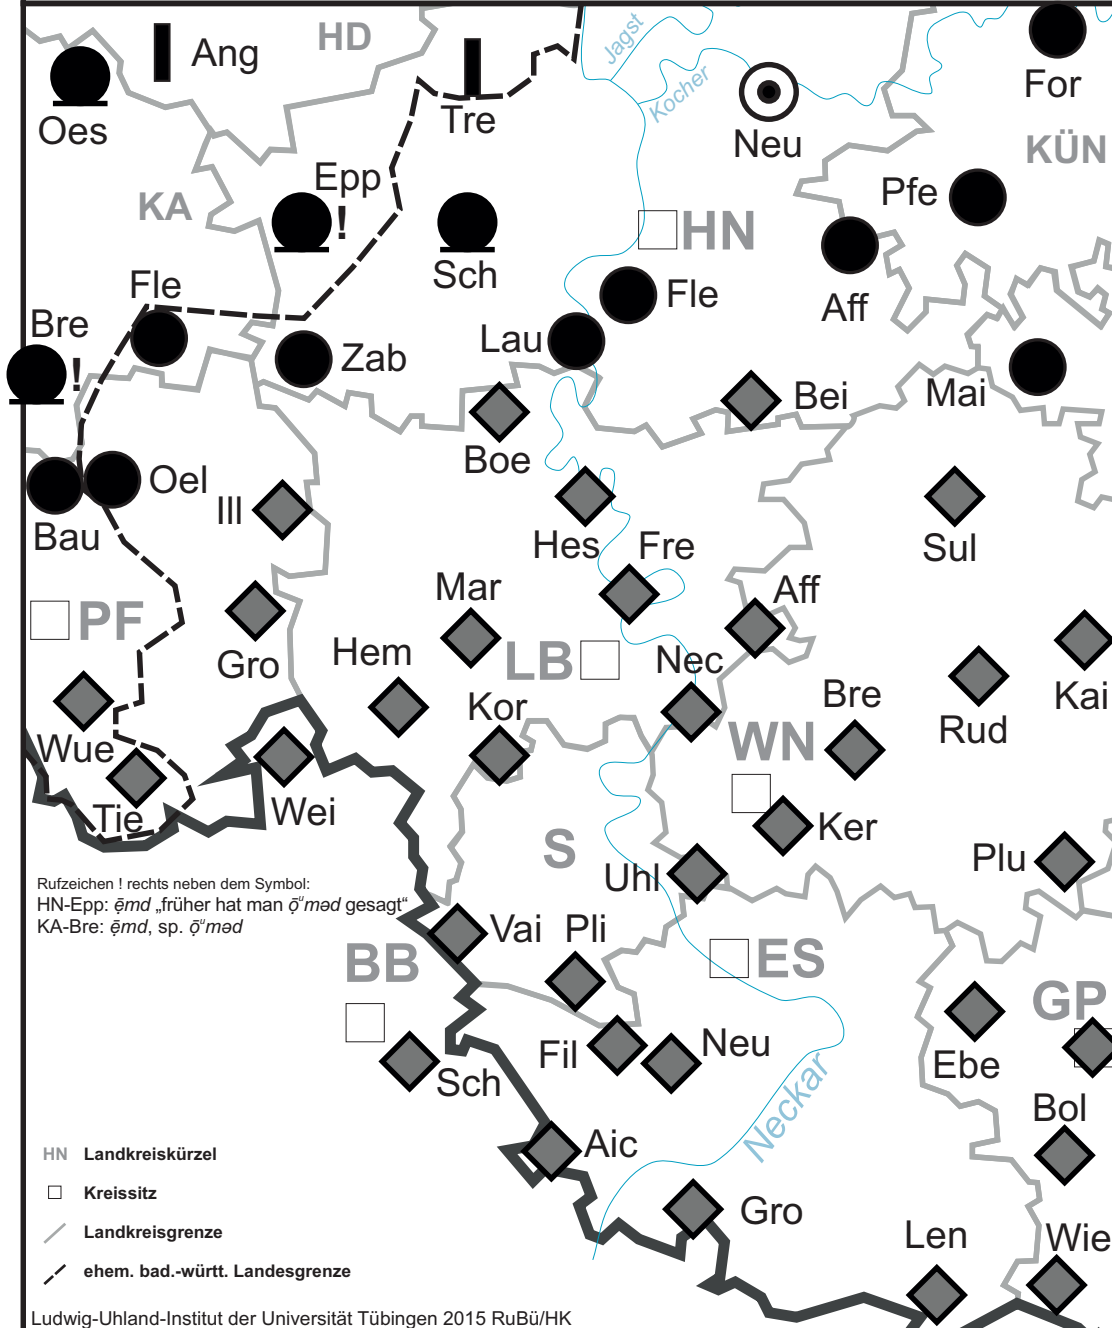 HD
Jagst
Ang
Oes
Tre
Kocher
For
Neu
KÜN
Epp
!
KA
Pfe
HN
Sch
Fle
Fle
Aff
Bre
!
Lau
Zab
Bei
Mai
Boe
Oel
Ill
Bau
Hes
Fre
Sul
Mar
Aff
PF
Gro
Hem
LB
Nec
Kai
Kor
Bre
Rud
WN
Wue
Tie
Wei
Ker
S
Uhl
Plu
Rufzeichen ! rechts neben dem Symbol:
HN-Epp: ẹ̄md „früher hat man ọ̄ᵘməd gesagt“
KA-Bre: ẹ̄md, sp. ọ̄ᵘməd
Vai
Pli
BB
ES
GP
Fil
Neu
Ebe
Sch
Neckar
Bol
Aic
HN Landkreiskürzel
Kreissitz
Gro
Landkreisgrenze
Len
Wie
ehem. bad.-württ. Landesgrenze
Ludwig-Uhland-Institut der Universität Tübingen 2015 RuBü/HK